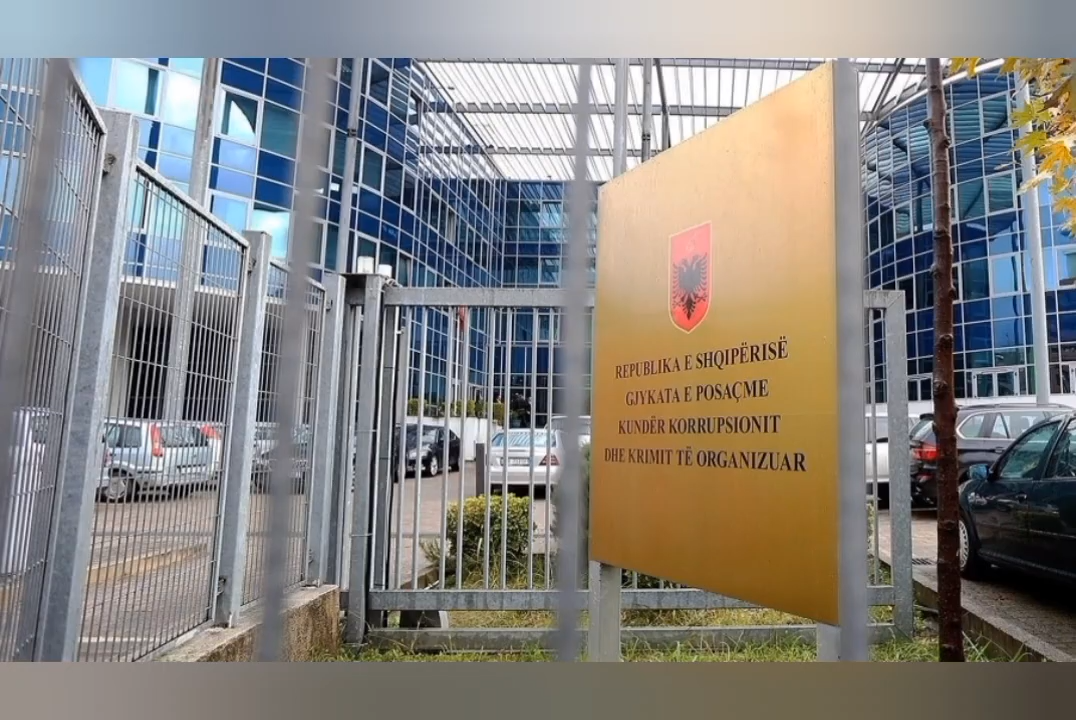 REPUBLIKA E SHQIPËRISË
GJYKATA E POSAÇME
KUNDËR KORRUPSIONIT
DHE KRIMIT TË ORGANIZUAR